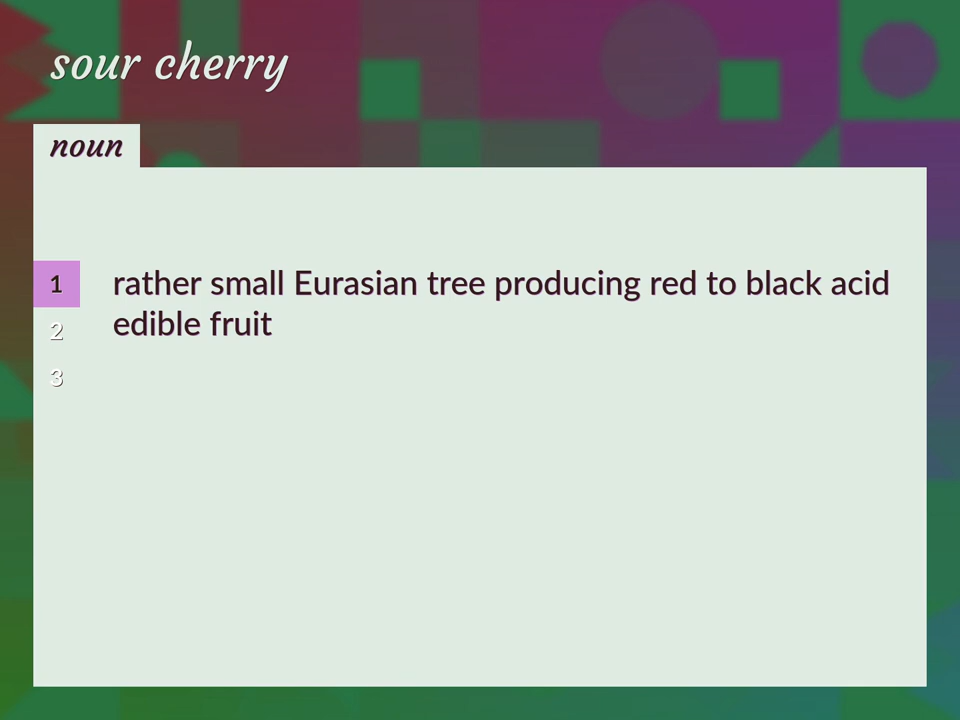 sour cherry
noun
1
rather small Eurasian tree producing red to black acid
edible fruit
2
3